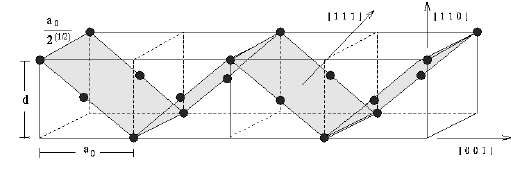 a₀
2^(1/2)
[111]
[110]
d
a₀
[001]